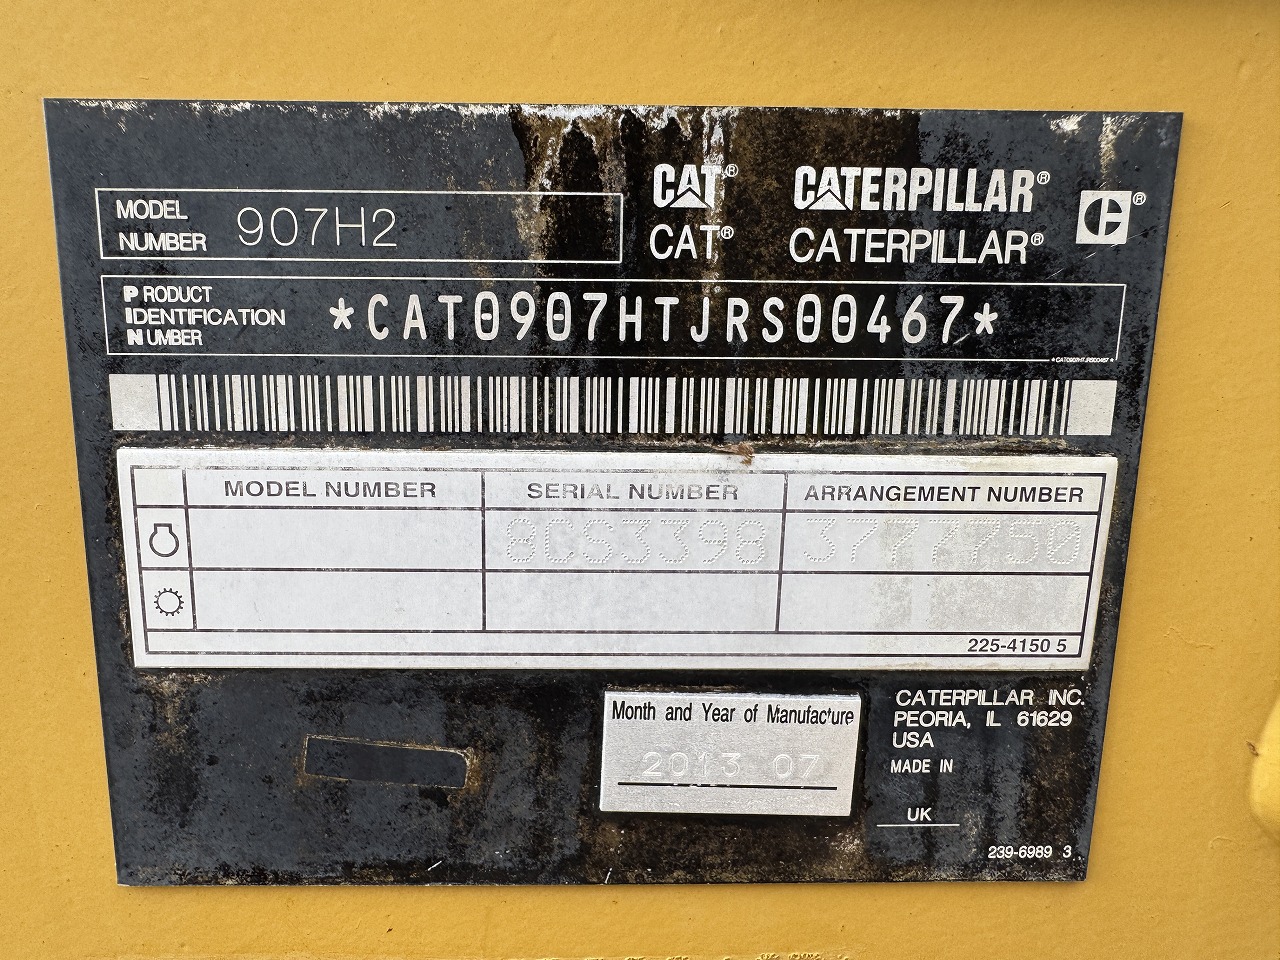 MODEL NUMBER 907H2
CAT® CATERPILLAR®
CAT® CATERPILLAR®
PRODUCT IDENTIFICATION NUMBER *CAT0907HTJRS00467*
*CAT0907HTJRS00467*
MODEL NUMBER SERIAL NUMBER ARRANGEMENT NUMBER
8CS3398 3777750
225-4150 5
Month and Year of Manufacture
2013 07
CATERPILLAR INC.
PEORIA, IL 61629
USA
MADE IN
UK
239-6989 3